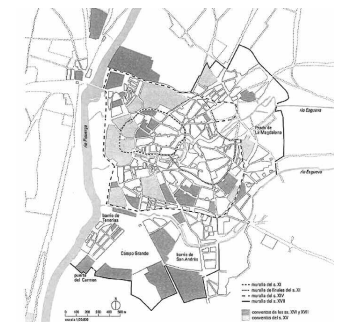 río Esgueva
Prado de
La Magdalena
río Pisuerga
río Esgueva
barrio de
Tenerías
Campo Grande
barrio de
San Andrés
puerta
del Carmen
muralla del s. XI
muralla de finales del s. XI
muralla del s. XIV
muralla del s. XVII
conventos de los ss. XVI y XVII
conventos del s. XV